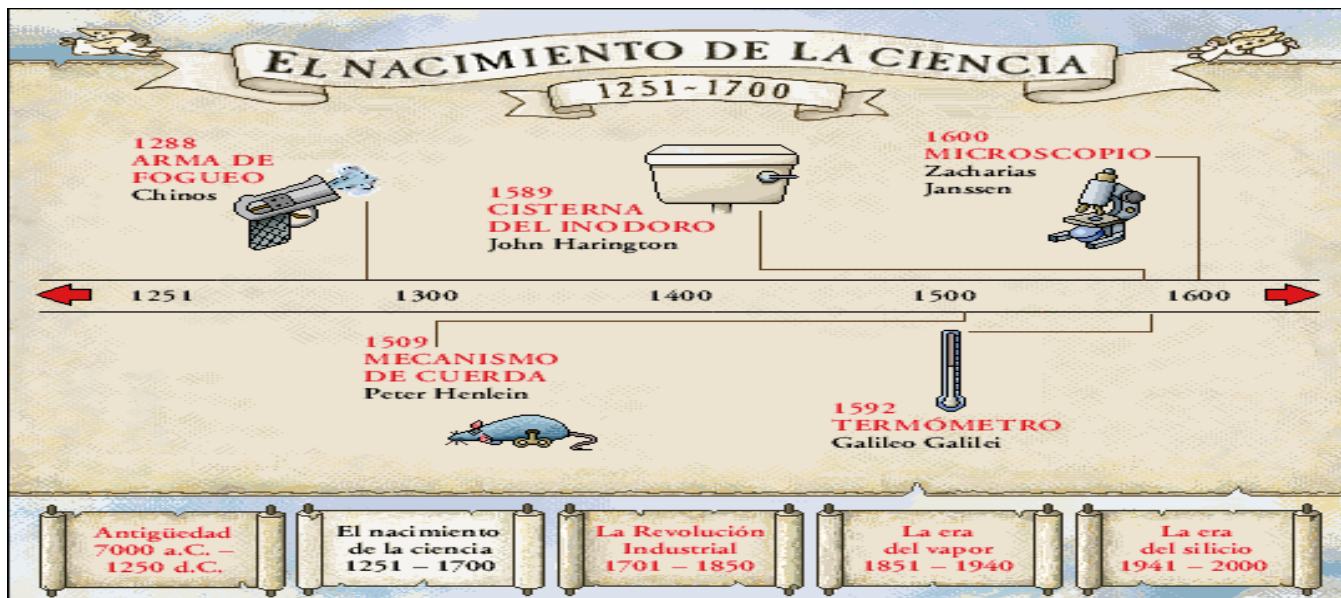 EL NACIMIENTO DE LA CIENCIA
1251~1700
1288
ARMA DE
FOGUEO
Chinos
1589
CISTERNA
DEL INODORO
John Harington
1600
MICROSCOPIO
Zacharias
Janssen
1251 1300 1400 1500 1600
1509
MECANISMO
DE CUERDA
Peter Henlein
1592
TERMÓMETRO
Galileo Galilei
Antigüedad
7000 a.C. –
1250 d.C.
El nacimiento
de la ciencia
1251 – 1700
La Revolución
Industrial
1701 – 1850
La era
del vapor
1851 – 1940
La era
del silicio
1941 – 2000